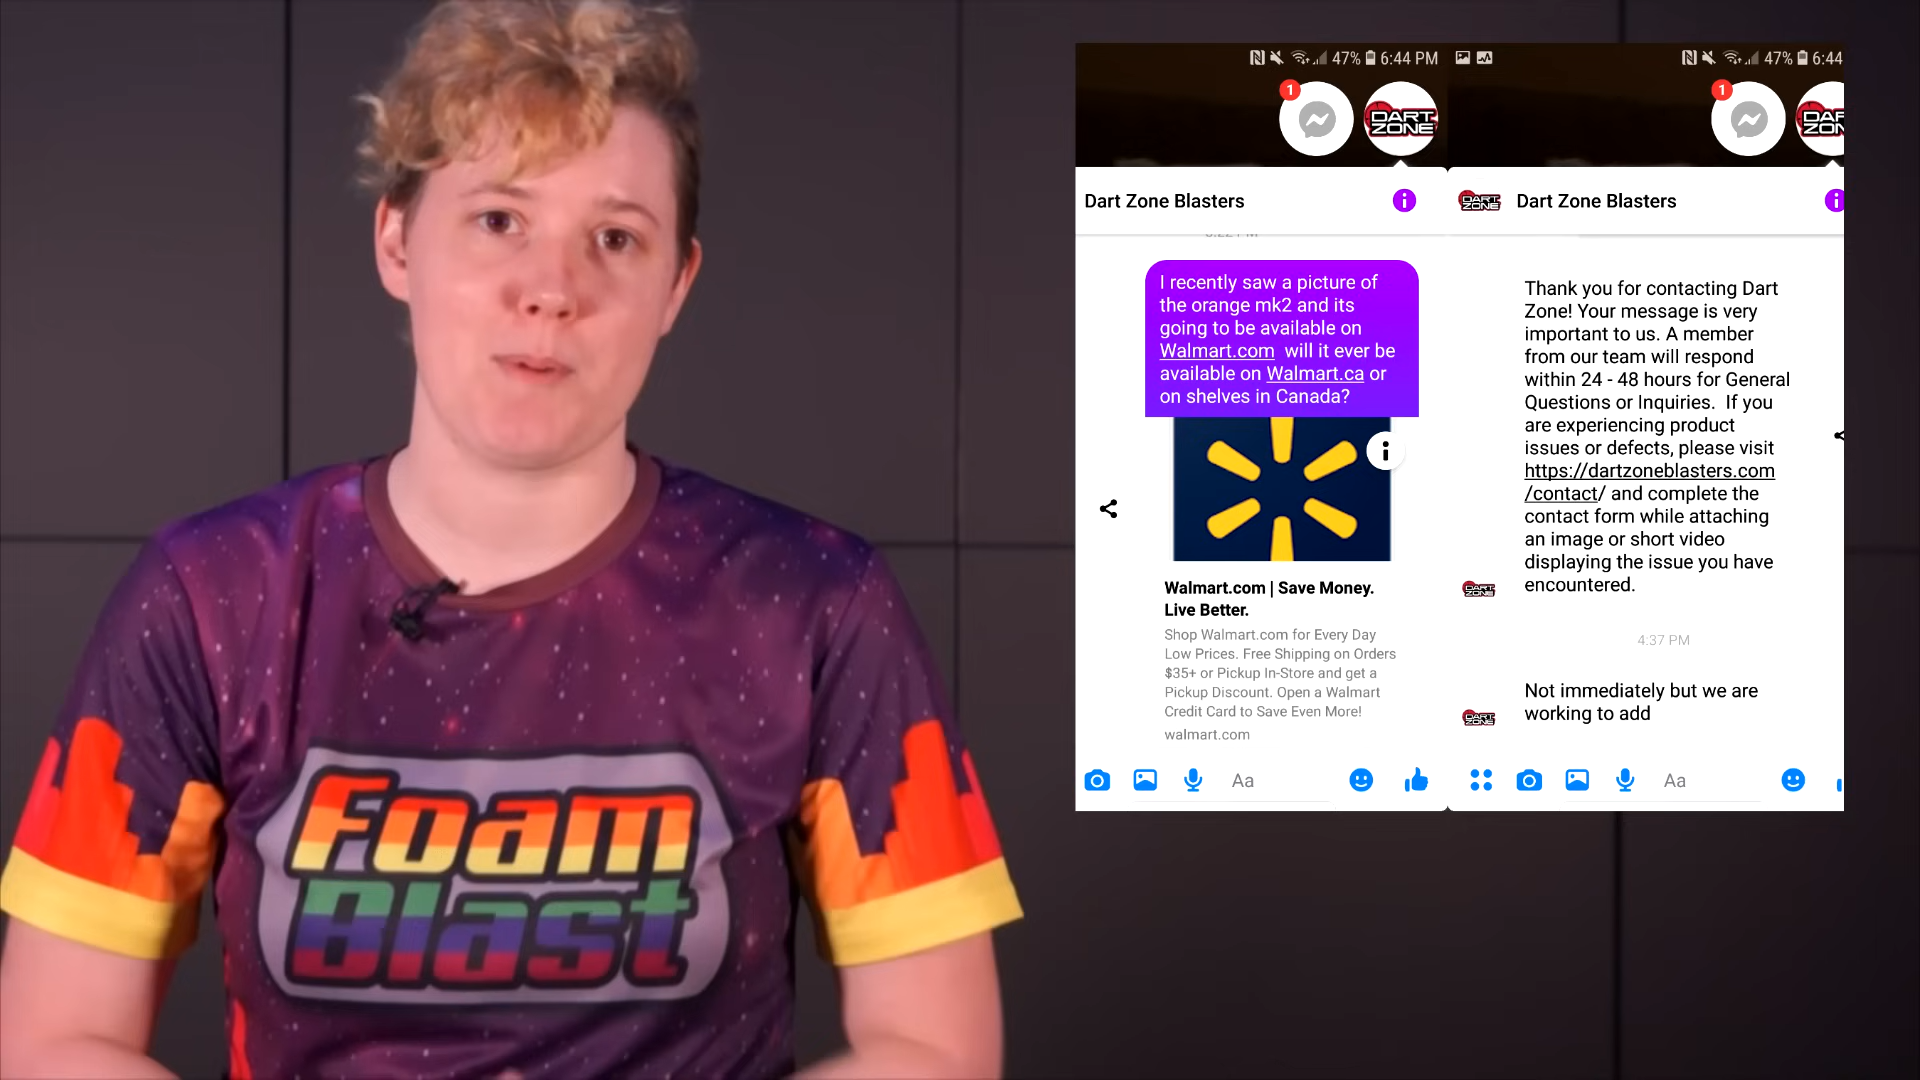 Foam
Blast
47% 6:44 PM
1
DART
ZONE
Dart Zone Blasters
I recently saw a picture of
the orange mk2 and its
going to be available on
Walmart.com will it ever be
available on Walmart.ca or
on shelves in Canada?
Walmart.com | Save Money.
Live Better.
Shop Walmart.com for Every Day
Low Prices. Free Shipping on Orders
$35+ or Pickup In-Store and get a
Pickup Discount. Open a Walmart
Credit Card to Save Even More!
walmart.com
Aa
47% 6:44
1
DART
ZONE
Dart Zone Blasters
Thank you for contacting Dart
Zone! Your message is very
important to us. A member
from our team will respond
within 24 - 48 hours for General
Questions or Inquiries. If you
are experiencing product
issues or defects, please visit
https://dartzoneblasters.com
/contact/ and complete the
contact form while attaching
an image or short video
displaying the issue you have
encountered.
DART
ZONE
4:37 PM
Not immediately but we are
working to add
DART
ZONE
Aa